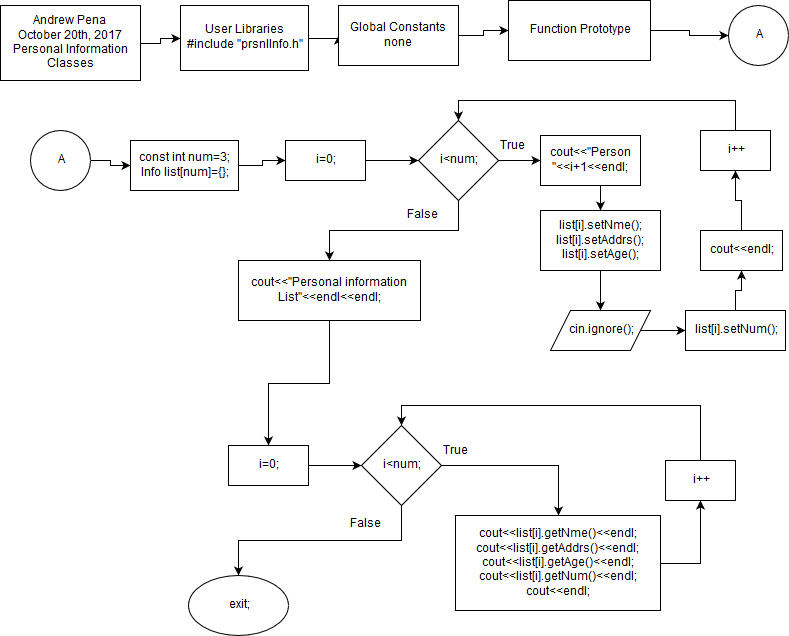 Andrew Pena
October 20th, 2017
Personal Information
Classes
User Libraries
#include "prsnlInfo.h"
Global Constants
none
Function Prototype
A
A
const int num=3;
Info list[num]={};
i=0;
i<num;
True
cout<<"Person
"<<i+1<<endl;
i++
False
list[i].setNme();
list[i].setAddrs();
list[i].setAge();
cout<<endl;
cout<<"Personal information
List"<<endl<<endl;
cin.ignore();
list[i].setNum();
i=0;
i<num;
True
i++
False
cout<<list[i].getNme()<<endl;
cout<<list[i].getAddrs()<<endl;
cout<<list[i].getAge()<<endl;
cout<<list[i].getNum()<<endl;
cout<<endl;
exit;